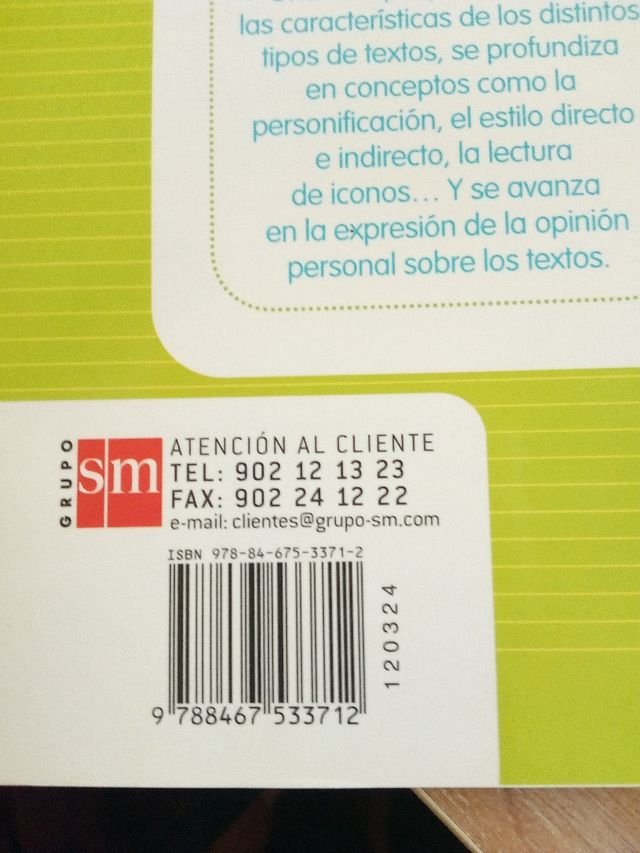 las características de los distintos
tipos de textos, se profundiza
en conceptos como la
personificación, el estilo directo
e indirecto, la lectura
de iconos... Y se avanza
en la expresión de la opinión
personal sobre los textos.
GRUPO
sm
ATENCIÓN AL CLIENTE
TEL: 902 12 13 23
FAX: 902 24 12 22
e-mail: clientes@grupo-sm.com
ISBN 978-84-675-3371-2
120324
9 788467 533712